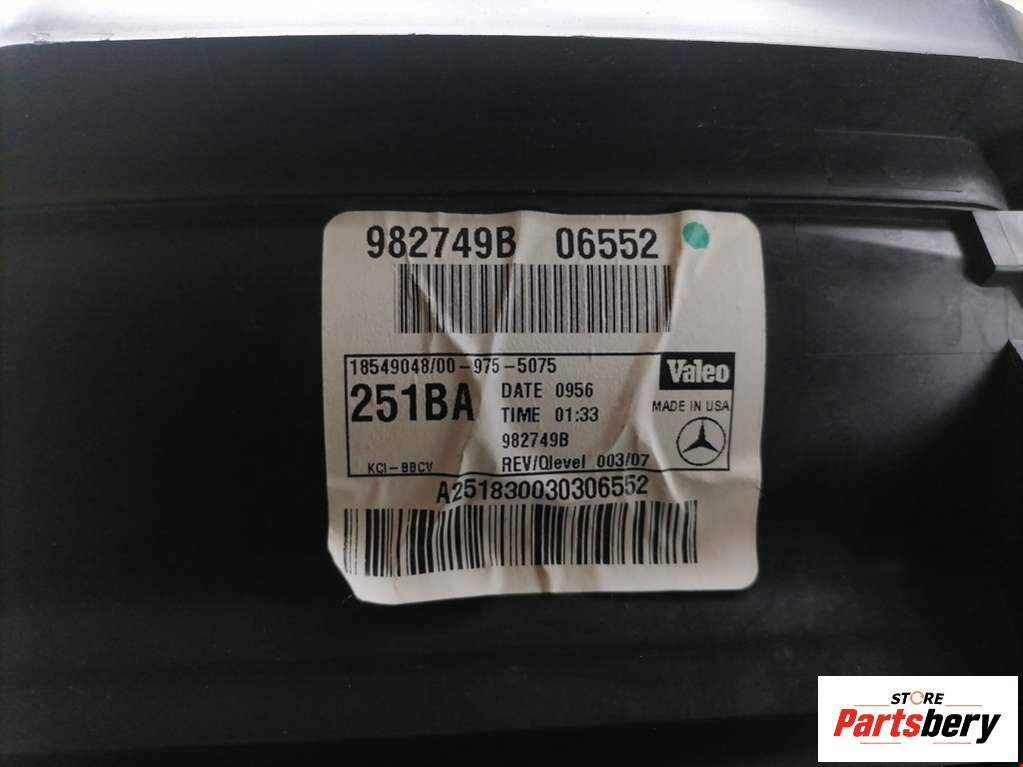 982749B 06552
18549048/00-975-5075
251BA
DATE 0956
TIME 01:33
982749B
KCI-BBCV
REV/Qlevel 003/07
Valeo
MADE IN USA
A251830030306552
STORE
Partsbery